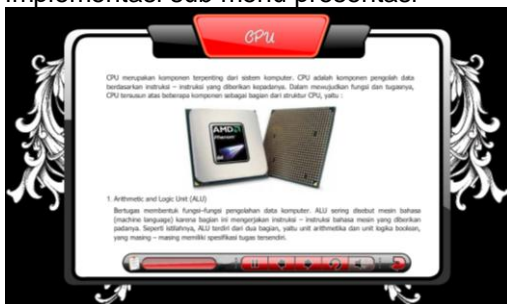 Implementasi sub menu presentasi
CPU
CPU merupakan komponen terpenting dari sistem komputer. CPU adalah komponen pengolah data
berdasarkan instruksi – instruksi yang diberikan kepadanya. Dalam mewujudkan fungsi dan tugasnya,
CPU tersusun atas beberapa komponen sebagai bagian dari struktur CPU, yaitu :
AMD
Phenom
1. Arithmetic and Logic Unit (ALU)
Bertugas membentuk fungsi-fungsi pengolahan data komputer. ALU sering disebut mesin bahasa
(machine language) karena bagian ini mengerjakan instruksi – instruksi bahasa mesin yang diberikan
padanya. Seperti istilahnya, ALU terdiri dari dua bagian, yaitu unit arithmetika dan unit logika boolean,
yang masing – masing memiliki spesifikasi tugas tersendiri.